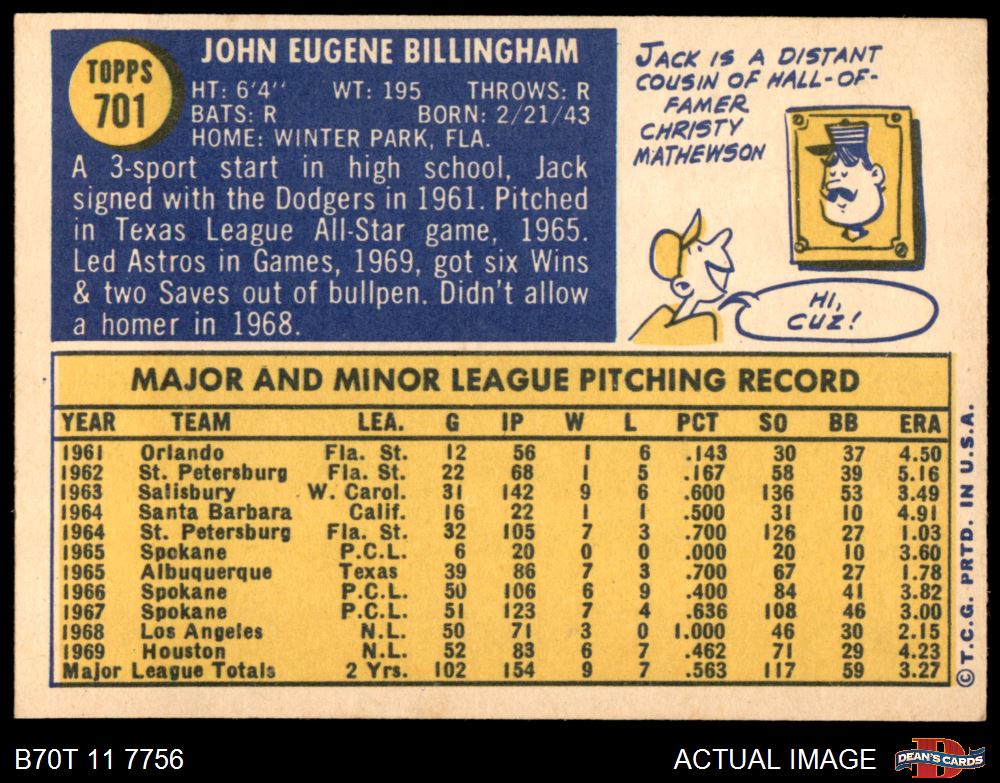 TOPPS
701
JOHN EUGENE BILLINGHAM
HT: 6'4" WT: 195 THROWS: R
BATS: R BORN: 2/21/43
HOME: WINTER PARK, FLA.
A 3-sport start in high school, Jack
signed with the Dodgers in 1961. Pitched
in Texas League All-Star game, 1965.
Led Astros in Games, 1969, got six Wins
& two Saves out of bullpen. Didn't allow
a homer in 1968.
JACK IS A DISTANT
COUSIN OF HALL-OF-
FAMER
CHRISTY
MATHEWSON
HI,
CUZ!
MAJOR AND MINOR LEAGUE PITCHING RECORD
YEAR TEAM LEA. G IP W L PCT SO BB ERA
1961 Orlando Fla. St. 12 56 1 6 .143 30 37 4.50
1962 St. Petersburg Fla. St. 22 68 1 5 .167 58 39 5.16
1963 Salisbury W. Carol. 31 142 9 6 .600 136 53 3.49
1964 Santa Barbara Calif. 16 22 1 1 .500 31 10 4.91
1964 St. Petersburg Fla. St. 32 105 7 3 .700 126 27 1.03
1965 Spokane P.C.L. 6 20 0 0 .000 20 10 3.60
1965 Albuquerque Texas 39 86 7 3 .700 67 27 1.78
1966 Spokane P.C.L. 50 106 6 9 .400 84 41 3.82
1967 Spokane P.C.L. 51 123 7 4 .636 108 46 3.00
1968 Los Angeles N.L. 50 71 3 0 1.000 46 30 2.15
1969 Houston N.L. 52 83 6 7 .462 71 29 4.23
Major League Totals 2 Yrs. 102 154 9 7 .563 117 59 3.27
© T.C.G. PRTD. IN U.S.A.
B70T 11 7756
ACTUAL IMAGE
DEAN'S CARDS